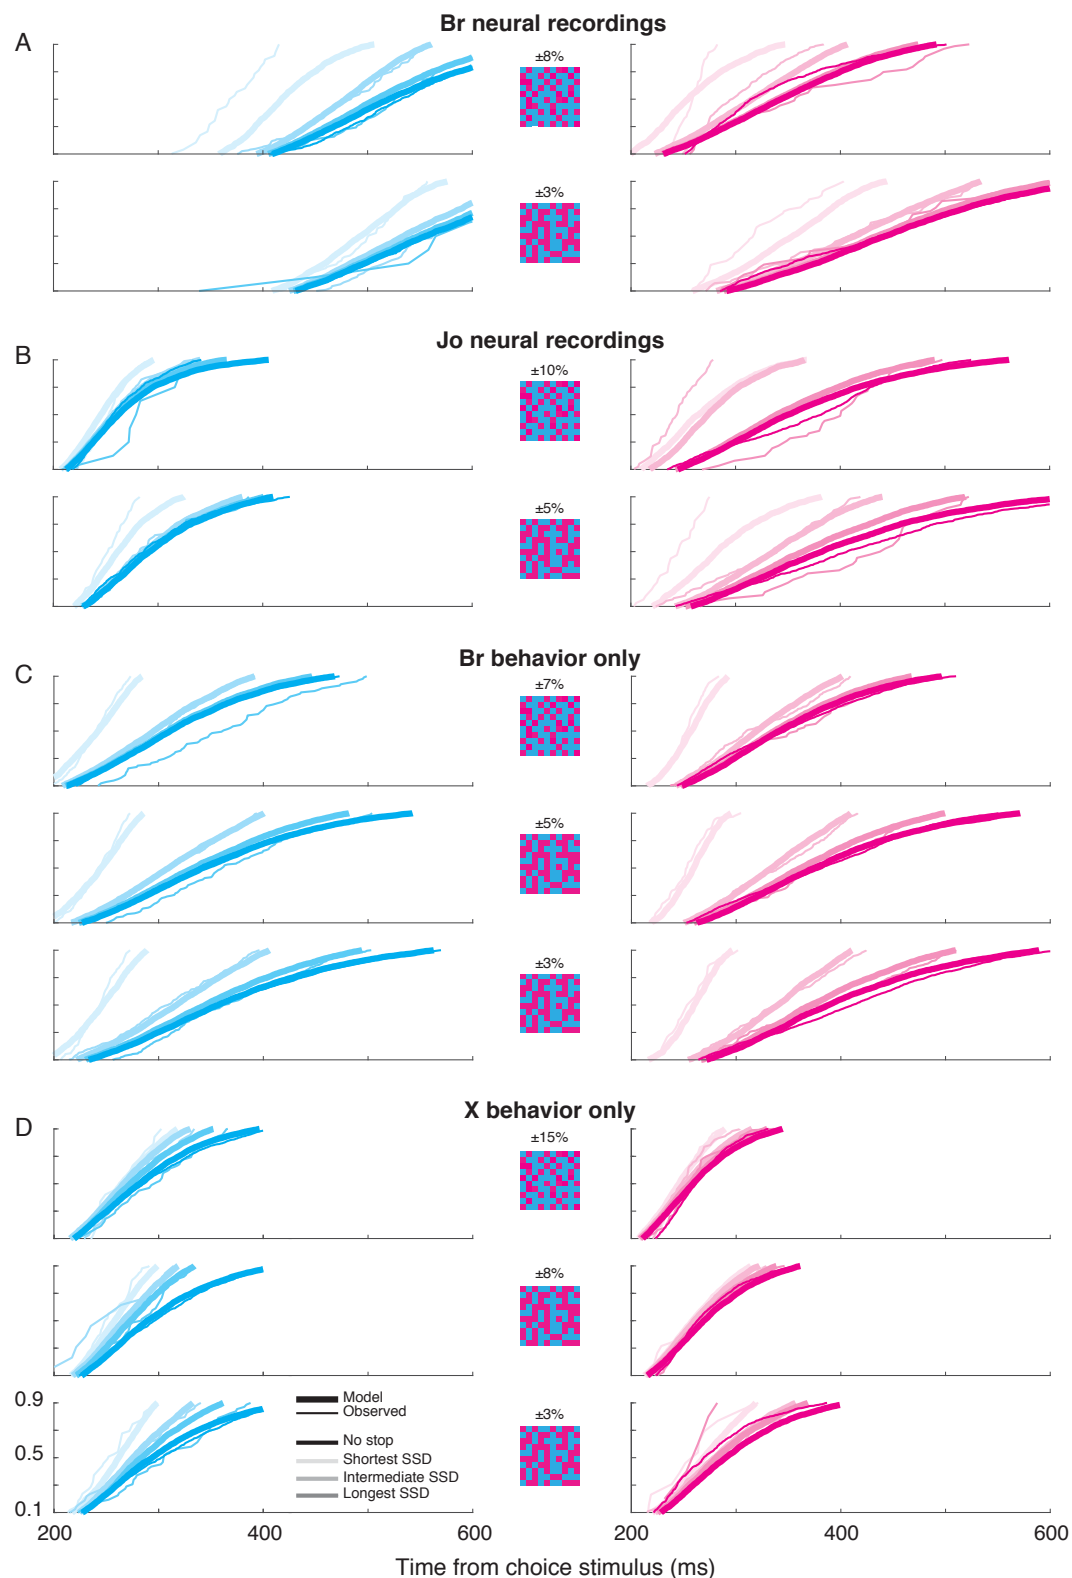 Br neural recordings
A
±8%
±3%
Jo neural recordings
B
±10%
±5%
Br behavior only
C
±7%
±5%
±3%
X behavior only
D
±15%
±8%
0.9
Model
Observed
±3%
No stop
0.5
Shortest SSD
Intermediate SSD
Longest SSD
0.1
200 400 600 200 400 600
Time from choice stimulus (ms)